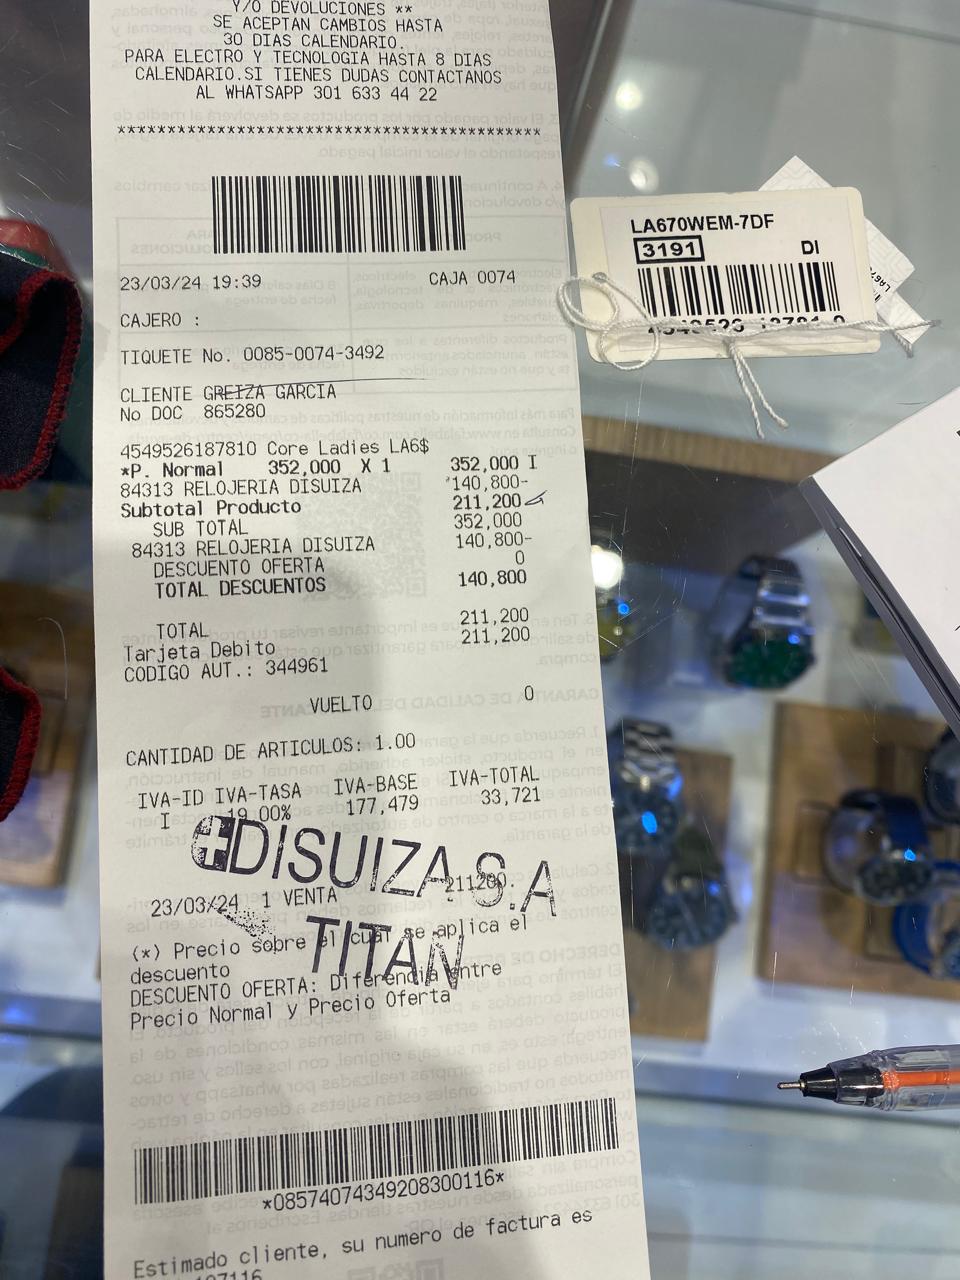 Y/O DEVOLUCIONES **
SE ACEPTAN CAMBIOS HASTA
30 DIAS CALENDARIO.
PARA ELECTRO Y TECNOLOGIA HASTA 8 DIAS
CALENDARIO.SI TIENES DUDAS CONTACTANOS
AL WHATSAPP 301 633 44 22
******************************************
23/03/24 19:39 CAJA 0074
CAJERO :
TIQUETE No. 0085-0074-3492
CLIENTE GREIZA GARCIA
No DOC 865280
4549526187810 Core Ladies LA6$
*P. Normal 352,000 X 1 352,000 I
84313 RELOJERIA DISUIZA 140,800-
Subtotal Producto 211,200
SUB TOTAL 352,000
84313 RELOJERIA DISUIZA 140,800-
DESCUENTO OFERTA 0
TOTAL DESCUENTOS 140,800
TOTAL 211,200
Tarjeta Debito 211,200
CODIGO AUT.: 344961
VUELTO 0
CANTIDAD DE ARTICULOS: 1.00
IVA-ID IVA-TASA IVA-BASE IVA-TOTAL
I 19.00% 177,479 33,721
DISUIZA S.A
23/03/24 1 VENTA 211200.
TITAN
(*) Precio sobre el cual se aplica el
descuento
DESCUENTO OFERTA: Diferencia entre
Precio Normal y Precio Oferta
*08574074349208300116*
Estimado cliente, su numero de factura es
LA670WEM-7DF
3191 DI